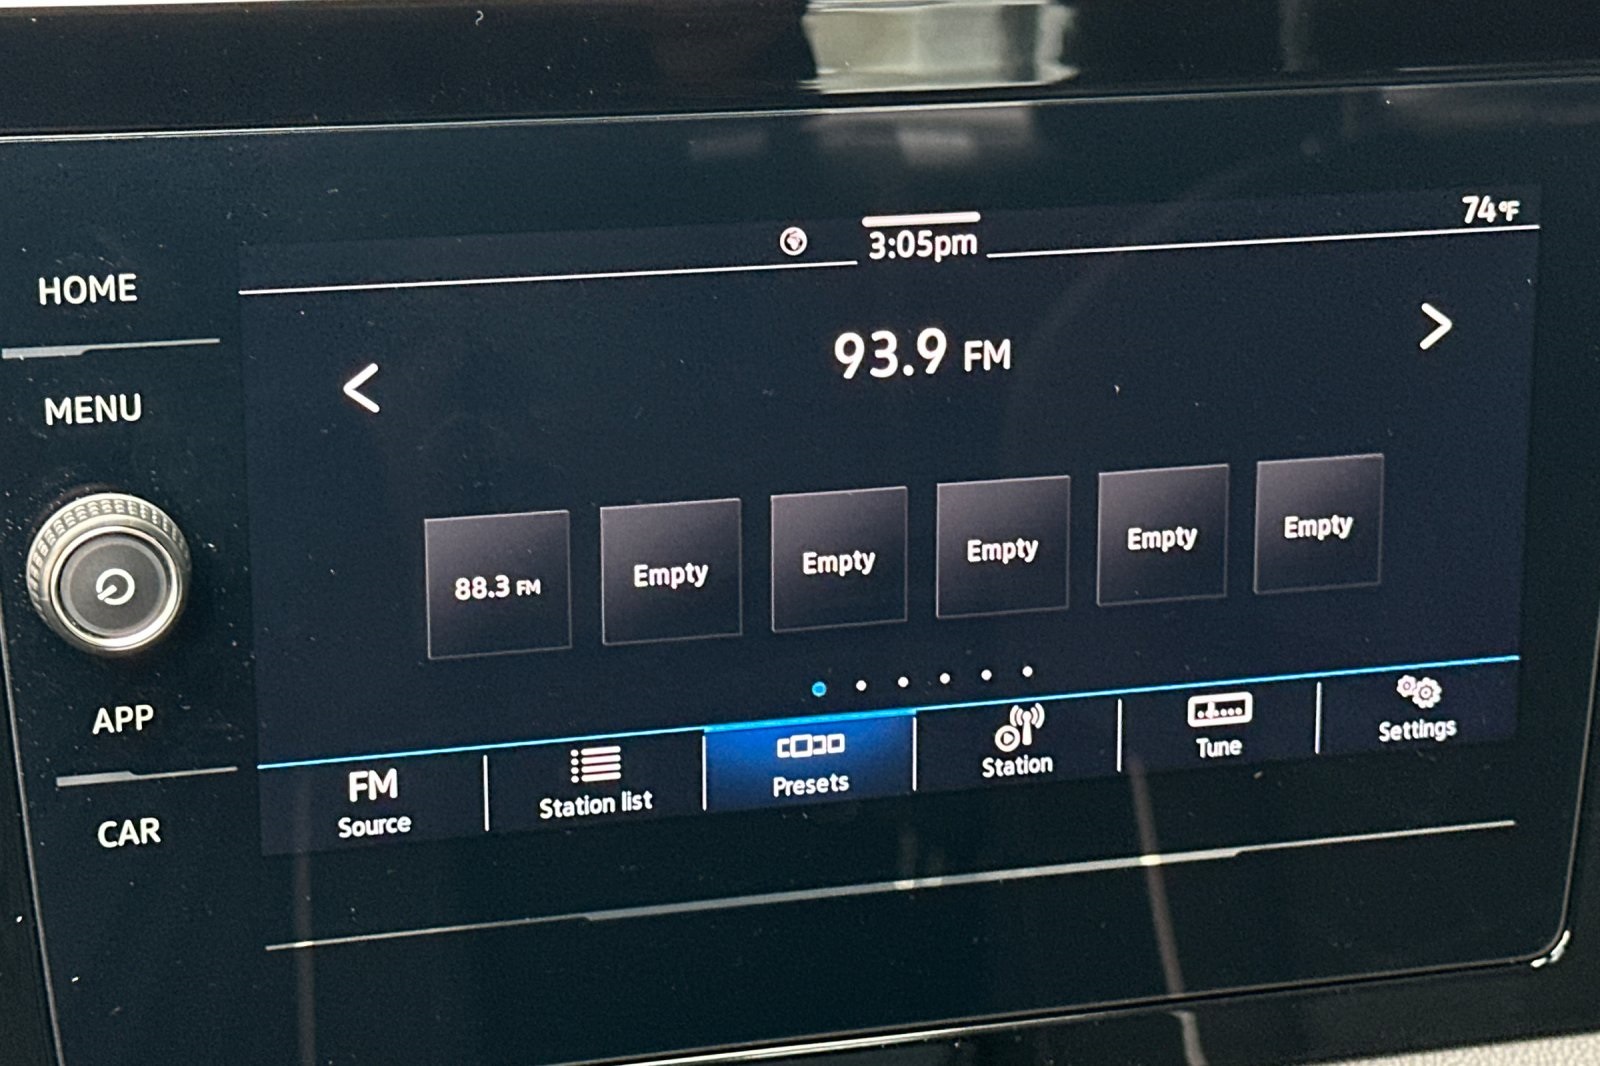 74°F
3:05pm
HOME
93.9 FM
MENU
88.3 FM
Empty
Empty
Empty
Empty
Empty
APP
FM
Source
Station list
Presets
Station
Tune
Settings
CAR